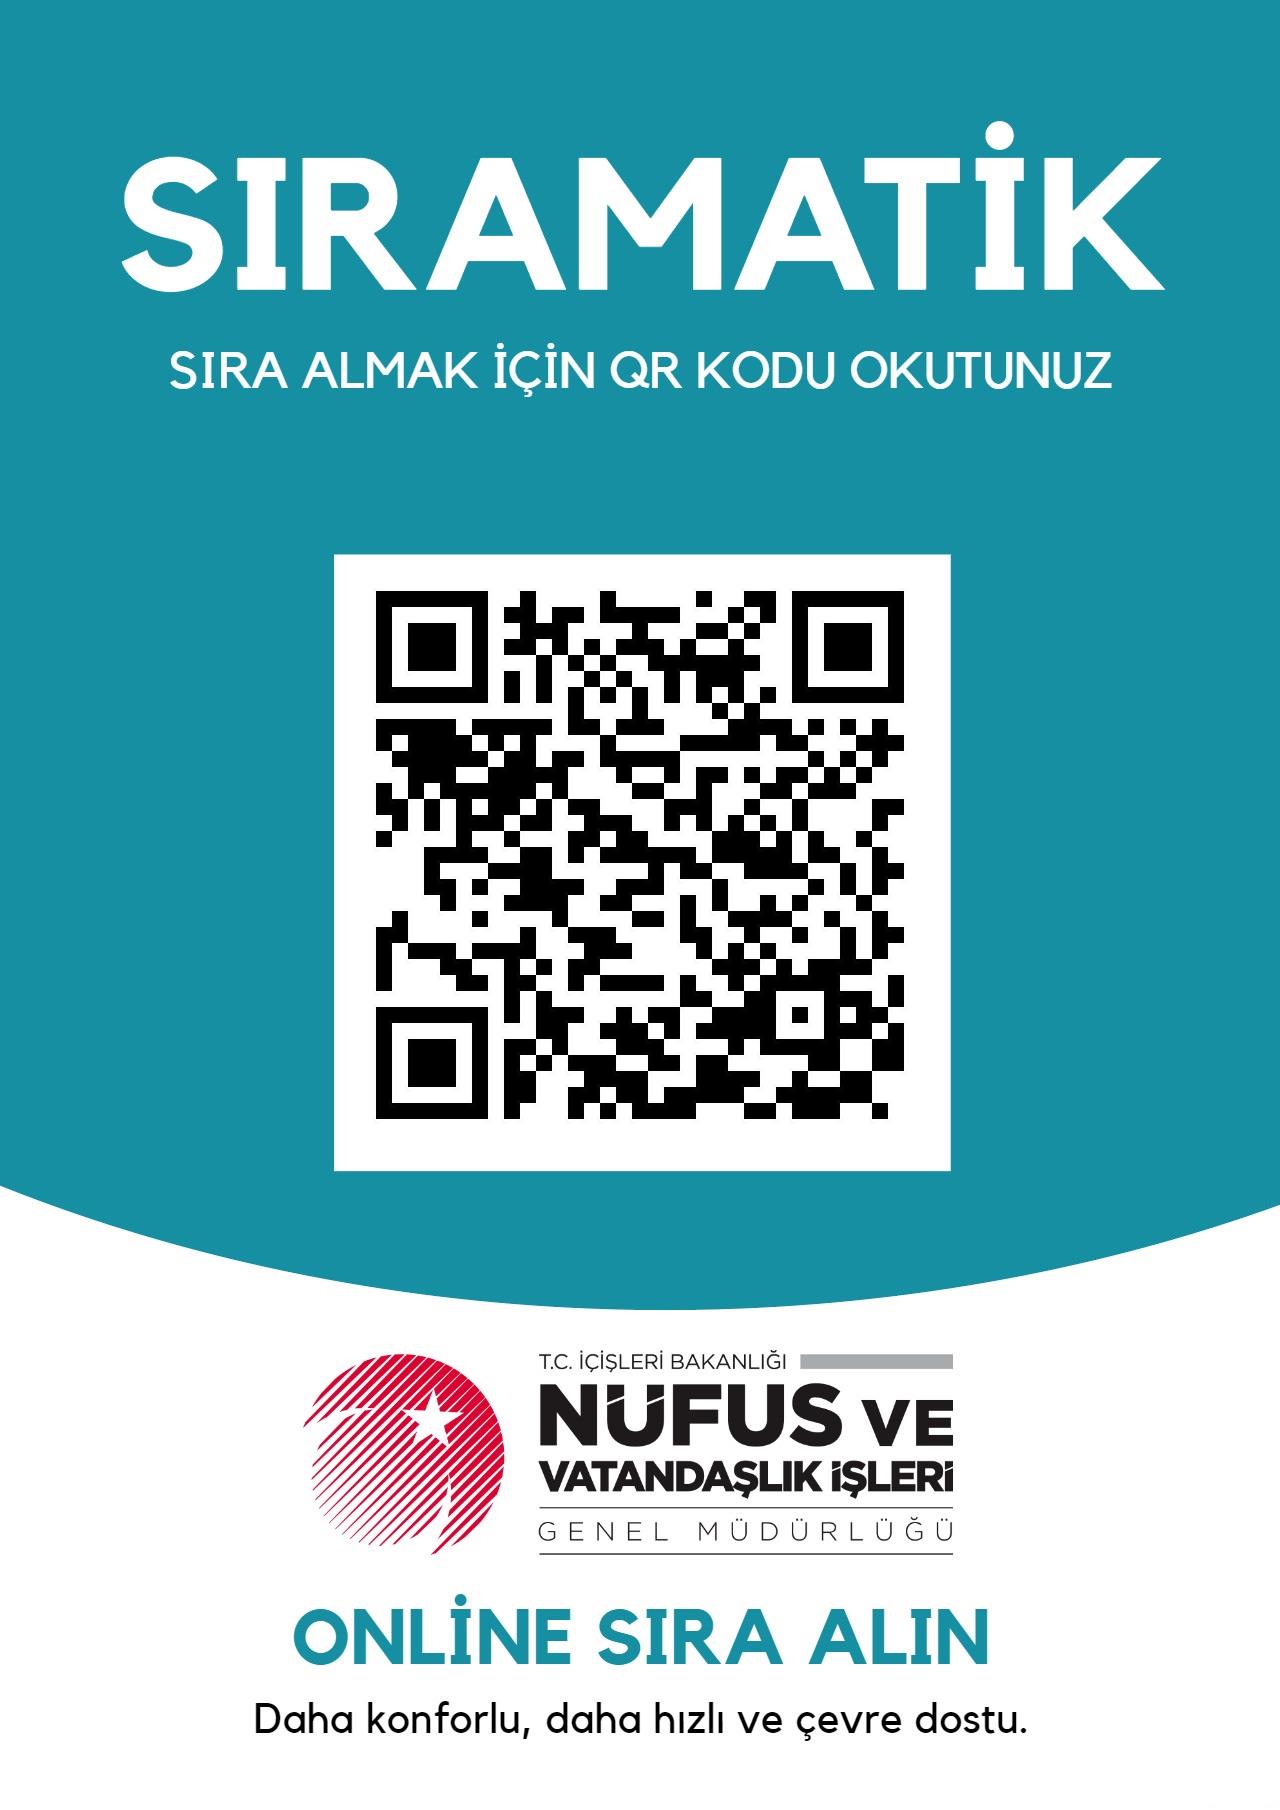 SIRAMATİK
SIRA ALMAK İÇİN QR KODU OKUTUNUZ
T.C. İÇİŞLERİ BAKANLIĞI
NÜFUS VE
VATANDAŞLIK İŞLERİ
GENEL MÜDÜRLÜĞÜ
ONLİNE SIRA ALIN
Daha konforlu, daha hızlı ve çevre dostu.